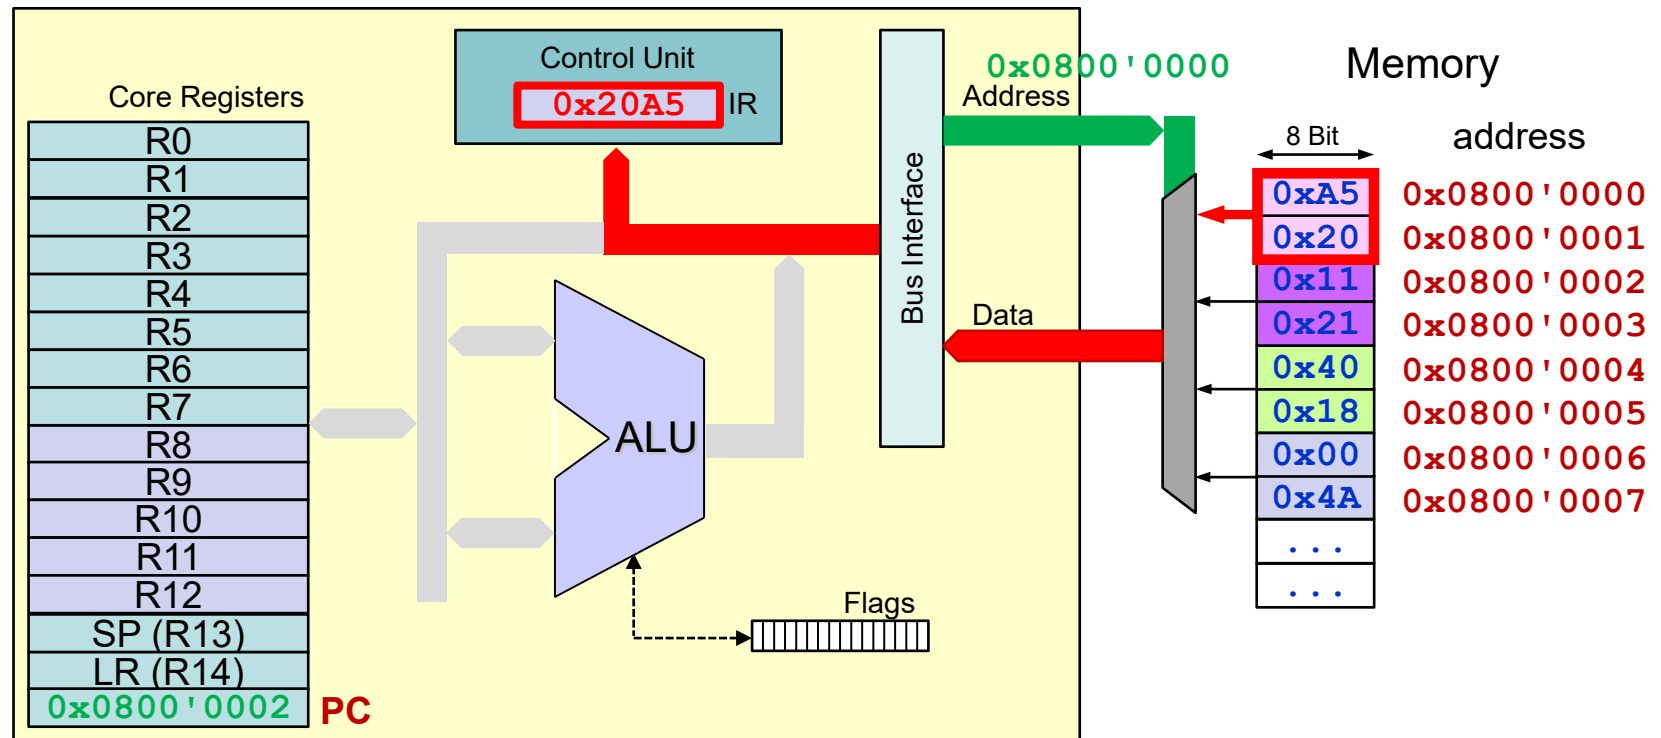 Core Registers
R0
R1
R2
R3
R4
R5
R6
R7
R8
R9
R10
R11
R12
SP (R13)
LR (R14)
0x0800'0002 PC
Control Unit
0x20A5 IR
ALU
Flags
Bus Interface
0x0800'0000
Address
Data
Memory
8 Bit address
0xA5 0x0800'0000
0x20 0x0800'0001
0x11 0x0800'0002
0x21 0x0800'0003
0x40 0x0800'0004
0x18 0x0800'0005
0x00 0x0800'0006
0x4A 0x0800'0007
...
...